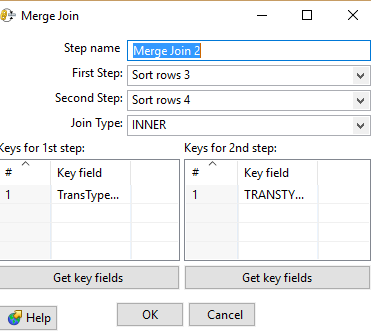 Merge Join
Step name Merge Join 2
First Step: Sort rows 3
Second Step: Sort rows 4
Join Type: INNER
Keys for 1st step: Keys for 2nd step:
# Key field # Key field
1 TransType... 1 TRANSTY...
Get key fields Get key fields
Help OK Cancel